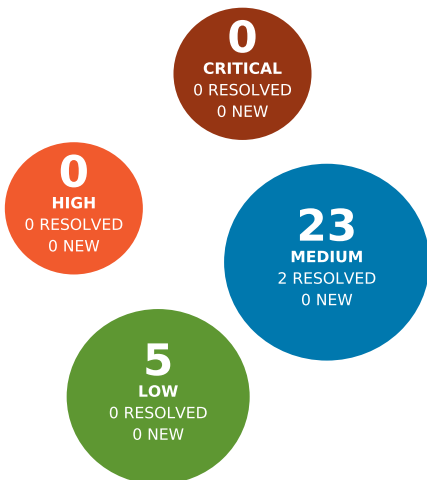 0
CRITICAL
0 RESOLVED
0 NEW
0
HIGH
0 RESOLVED
0 NEW
23
MEDIUM
2 RESOLVED
0 NEW
5
LOW
0 RESOLVED
0 NEW